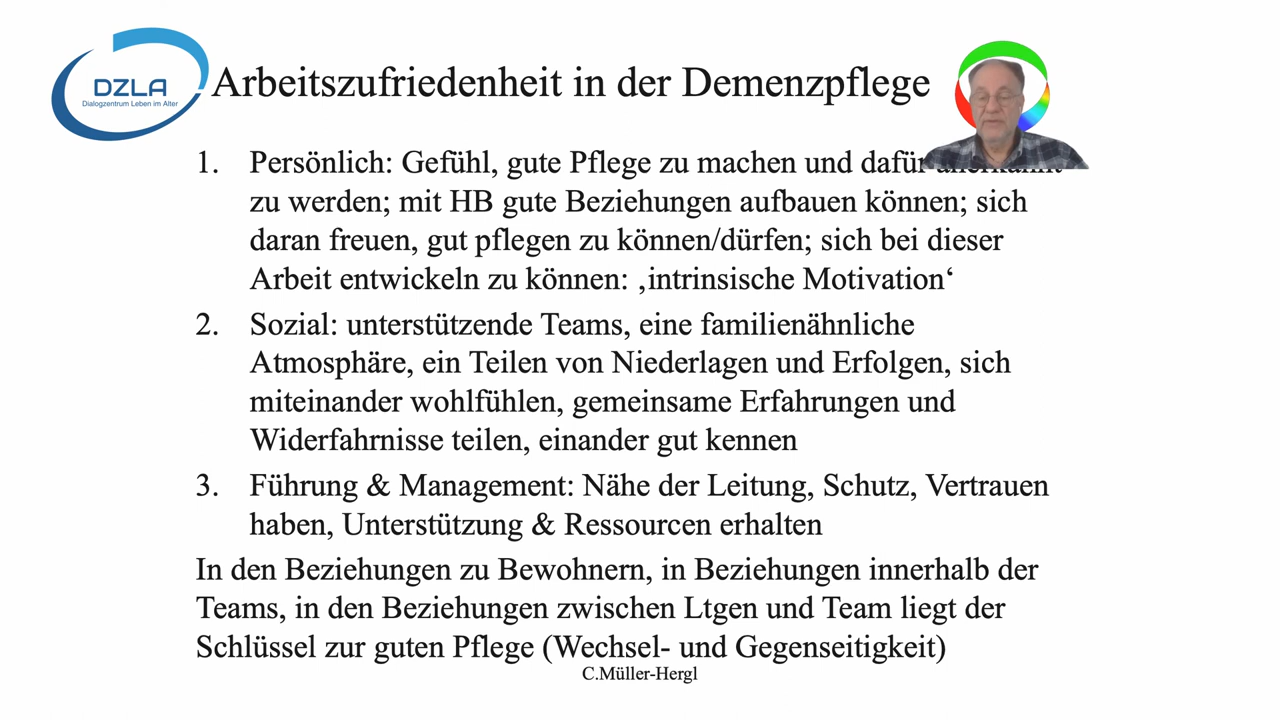 DZLA
Dialogzentrum Leben im Alter
Arbeitszufriedenheit in der Demenzpflege
1. Persönlich: Gefühl, gute Pflege zu machen und dafür
zu werden; mit HB gute Beziehungen aufbauen können; sich
daran freuen, gut pflegen zu können/dürfen; sich bei dieser
Arbeit entwickeln zu können: ‚intrinsische Motivation‘
2. Sozial: unterstützende Teams, eine familienähnliche
Atmosphäre, ein Teilen von Niederlagen und Erfolgen, sich
miteinander wohlfühlen, gemeinsame Erfahrungen und
Widerfahrnisse teilen, einander gut kennen
3. Führung & Management: Nähe der Leitung, Schutz, Vertrauen
haben, Unterstützung & Ressourcen erhalten
In den Beziehungen zu Bewohnern, in Beziehungen innerhalb der
Teams, in den Beziehungen zwischen Ltgen und Team liegt der
Schlüssel zur guten Pflege (Wechsel- und Gegenseitigkeit)
C.Müller-Hergl